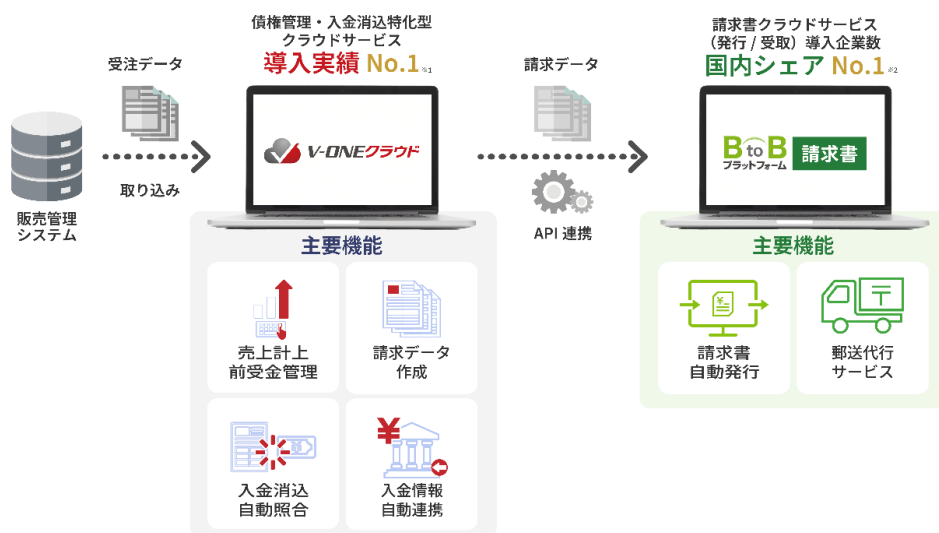 債権管理・入金消込特化型
クラウドサービス
導入実績 No.1 ※1
請求書クラウドサービス
（発行 / 受取）導入企業数
国内シェア No.1 ※2
受注データ
請求データ
V-ONEクラウド
BtoB
プラットフォーム
請求書
取り込み
販売管理
システム
API 連携
主要機能
主要機能
売上計上
前受金管理
請求データ
作成
請求書
自動発行
〒
郵送代行
サービス
¥
入金消込
自動照合
入金情報
自動連携